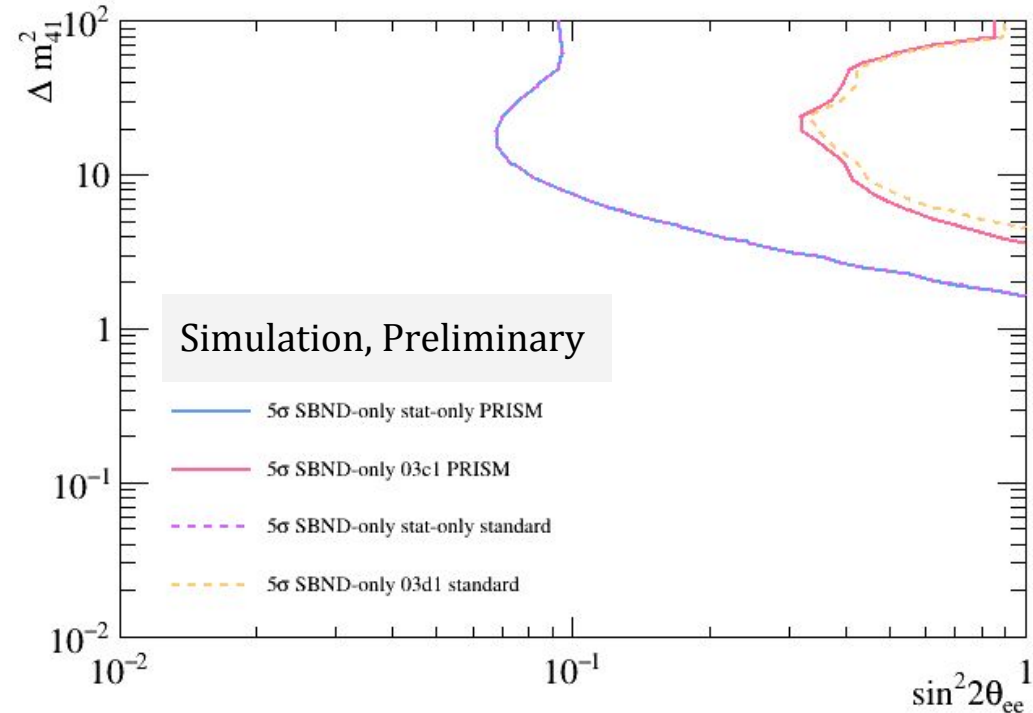 Δ m²₄₁
10²
10
1
10⁻¹
10⁻²
Simulation, Preliminary
5σ SBND-only stat-only PRISM
5σ SBND-only 03c1 PRISM
5σ SBND-only stat-only standard
5σ SBND-only 03d1 standard
10⁻² 10⁻¹ 1
sin²2θₑₑ